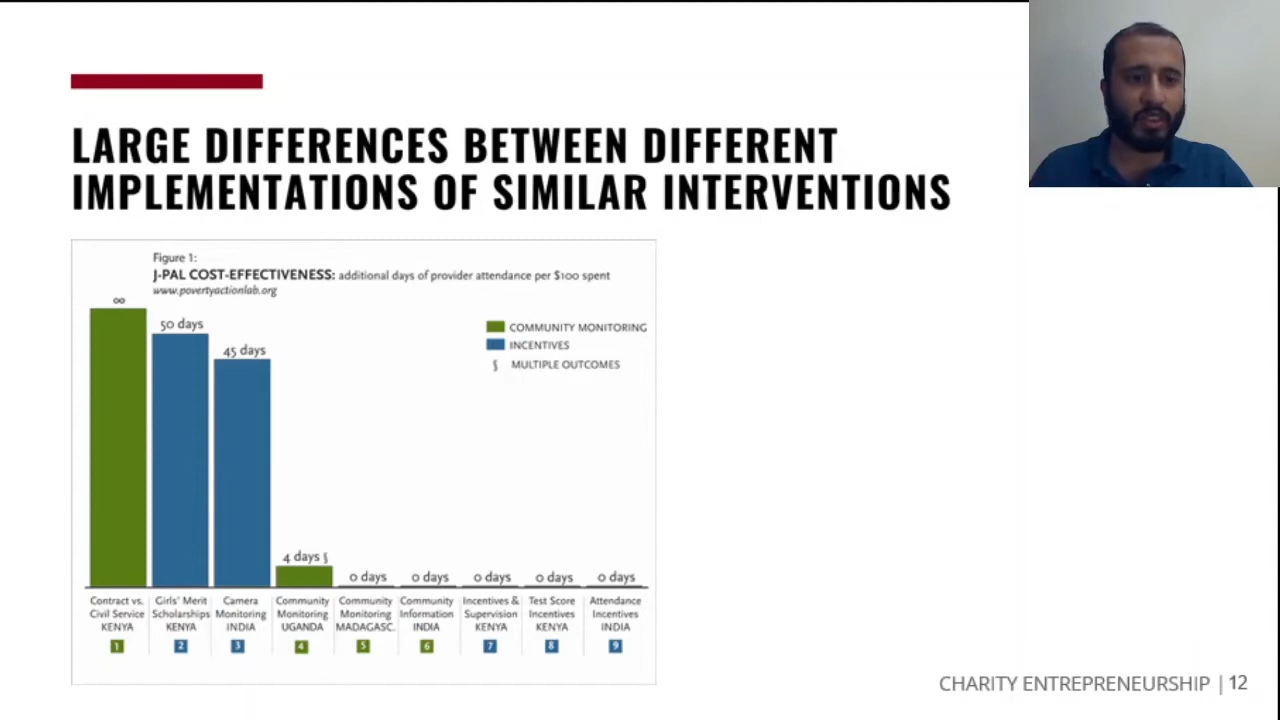 LARGE DIFFERENCES BETWEEN DIFFERENT
IMPLEMENTATIONS OF SIMILAR INTERVENTIONS
Figure 1:
J-PAL COST-EFFECTIVENESS: additional days of provider attendance per $100 spent
www.povertyactionlab.org
∞
50 days
45 days
4 days §
0 days
0 days
0 days
0 days
0 days
COMMUNITY MONITORING
INCENTIVES
§ MULTIPLE OUTCOMES
Contract vs.
Civil Service
KENYA
1
Girls' Merit
Scholarships
KENYA
2
Camera
Monitoring
INDIA
3
Community
Monitoring
UGANDA
4
Community
Monitoring
MADAGASC.
5
Community
Information
INDIA
6
Incentives &
Supervision
KENYA
7
Test Score
Incentives
KENYA
8
Attendance
Incentives
INDIA
9
CHARITY ENTREPRENEURSHIP | 12